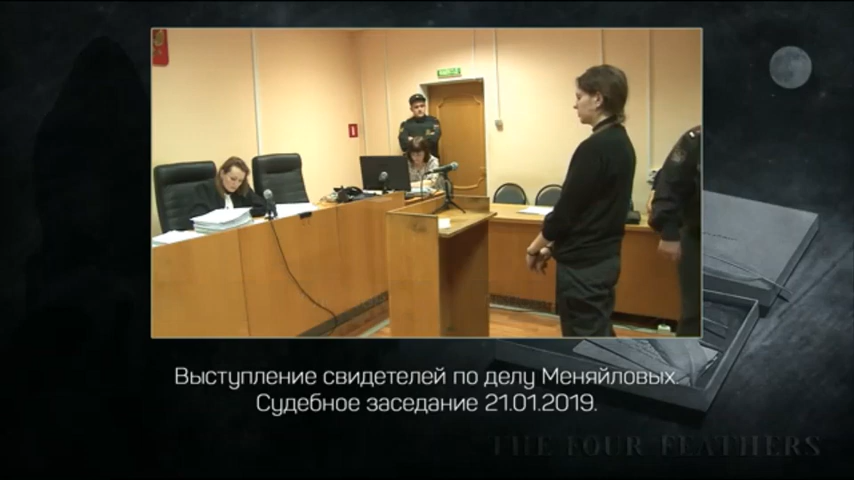 Выступление свидетелей по делу Меняйловых.
Судебное заседание 21.01.2019.
THE FOUR FEATHERS